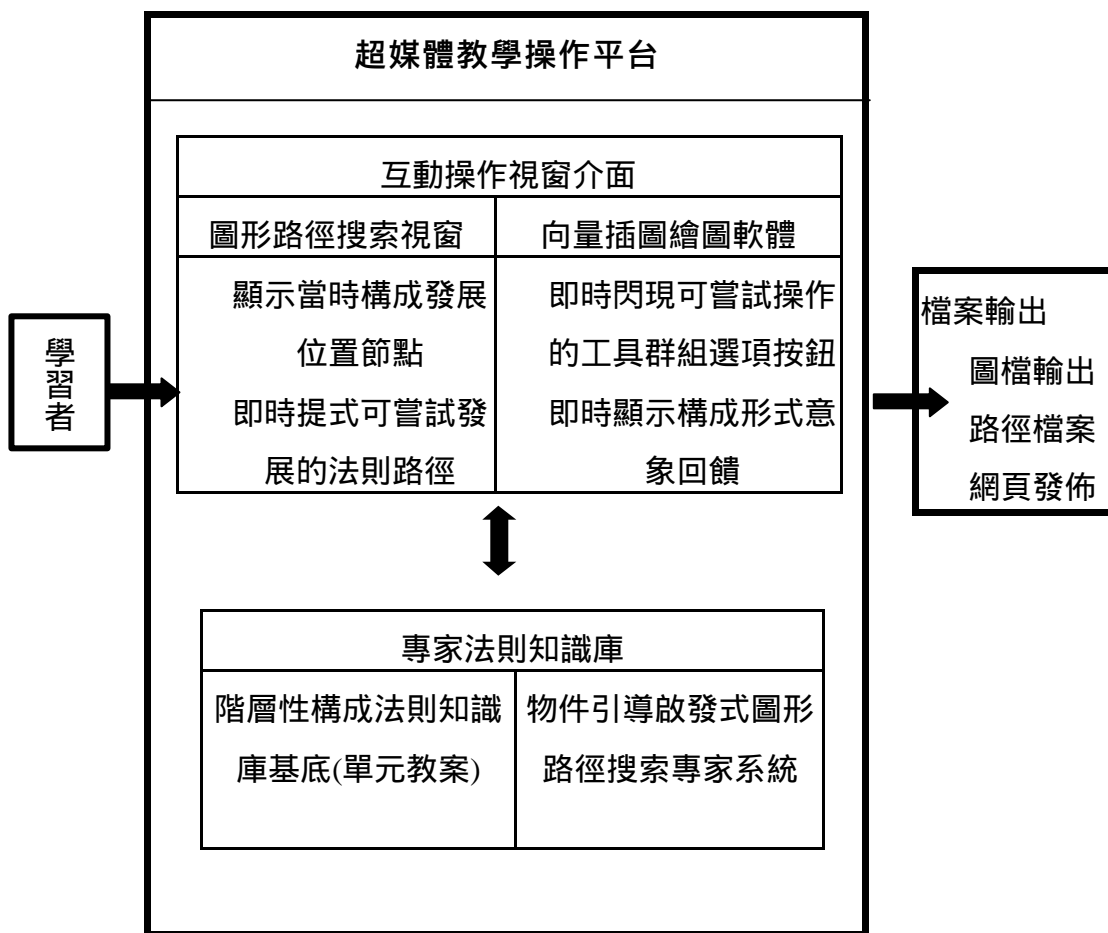 超媒體教學操作平台
互動操作視窗介面
圖形路徑搜索視窗
向量插圖繪圖軟體
顯示當時構成發展
位置節點
即時提式可嘗試發
展的法則路徑
即時閃現可嘗試操作
的工具群組選項按鈕
即時顯示構成形式意
象回饋
學
習
者
檔案輸出
圖檔輸出
路徑檔案
網頁發佈
專家法則知識庫
階層性構成法則知識
庫基底(單元教案)
物件引導啟發式圖形
路徑搜索專家系統